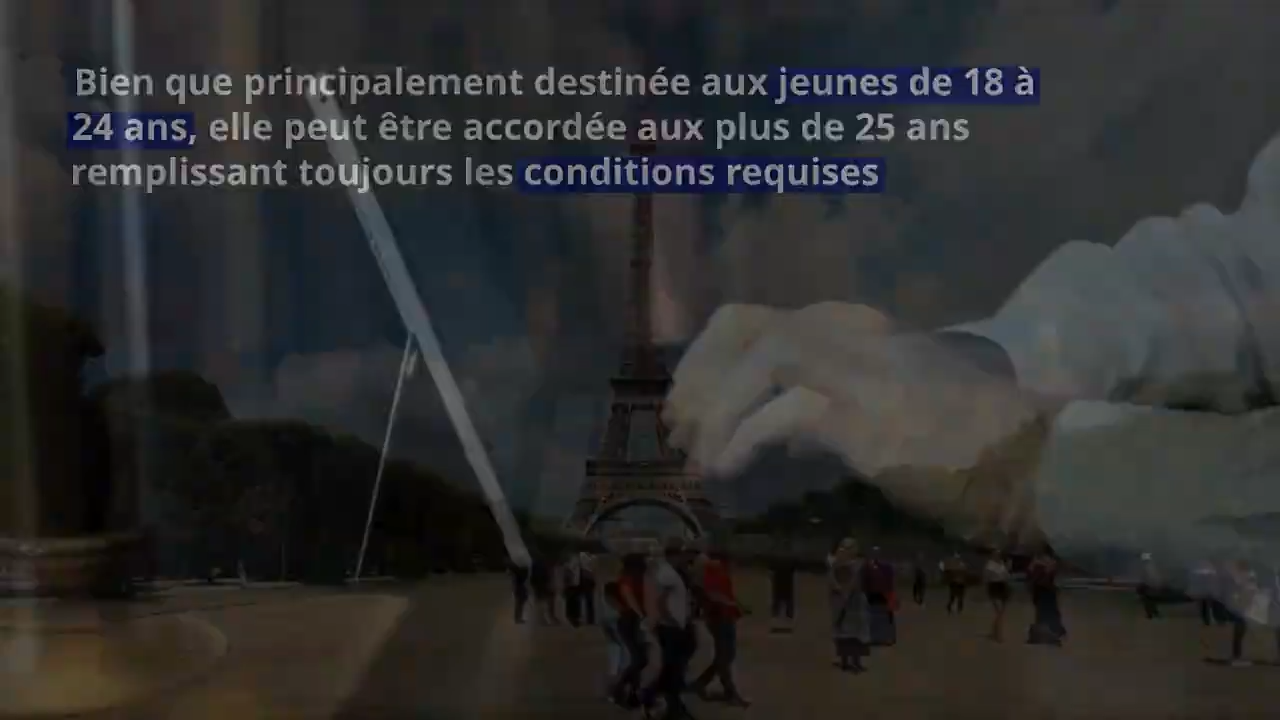 Bien que principalement destinée aux jeunes de 18 à
24 ans, elle peut être accordée aux plus de 25 ans
remplissant toujours les conditions requises